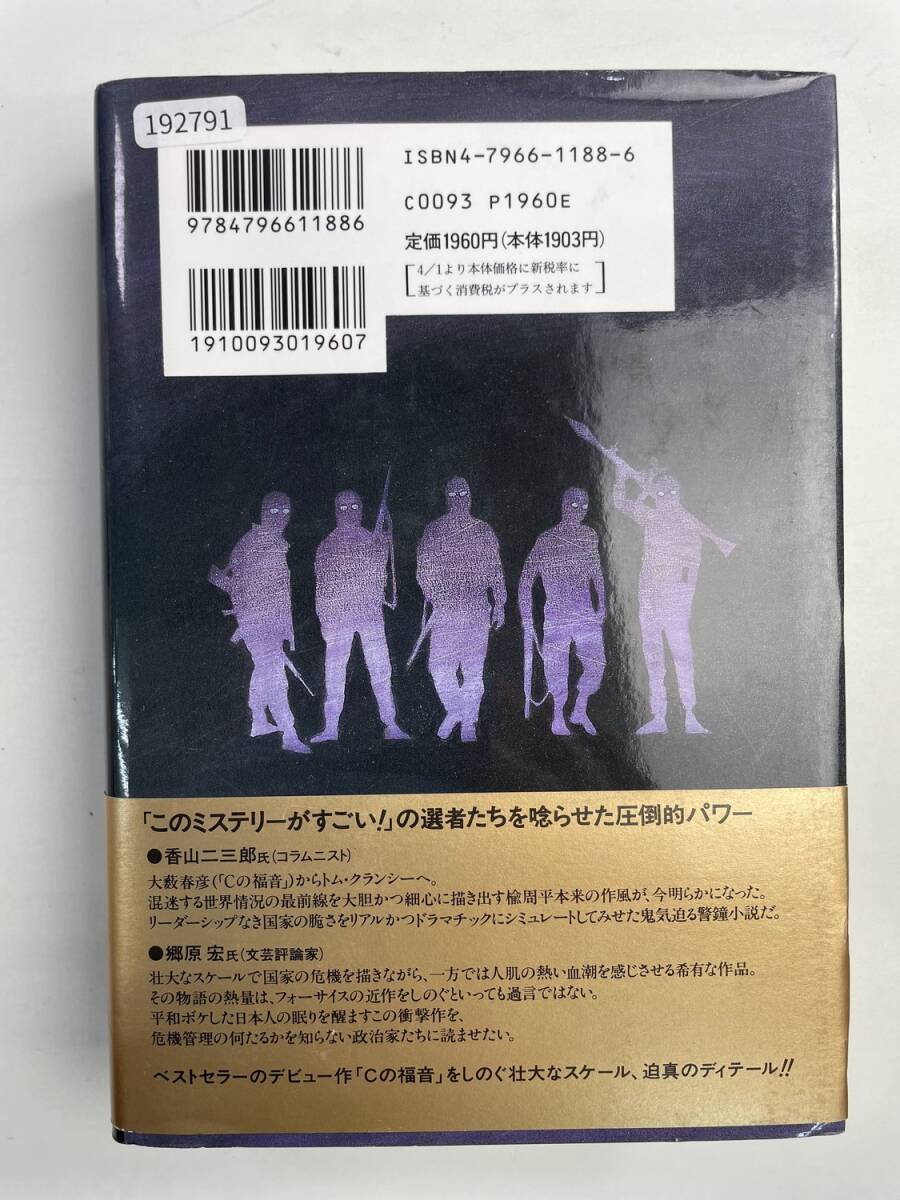 192791
ISBN4-7966-1188-6
9784796611886
C0093 P1960E
定価1960円(本体1903円)
4/1より本体価格に新税率に
基づく消費税がプラスされます
1910093019607
「このミステリーがすごい!」の選者たちを唸らせた圧倒的パワー
●香山二三郎氏(コラムニスト)
大藪春彦(「Cの福音」)からトム・クランシーへ。
混迷する世界情況の最前線を大胆かつ細心に描き出す楡周平本来の作風が、今明らかになった。
リーダーシップなき国家の脆さをリアルかつドラマチックにシミュレートしてみせた鬼気迫る警鐘小説だ。
●郷原 宏氏(文芸評論家)
壮大なスケールで国家の危機を描きながら、一方では人肌の熱い血潮を感じさせる希有な作品。
その物語の熱量は、フォーサイスの近作をしのぐといっても過言ではない。
平和ボケした日本人の眠りを醒ますこの衝撃作を、
危機管理の何たるかを知らない政治家たちに読ませたい。
ベストセラーのデビュー作「Cの福音」をしのぐ壮大なスケール、迫真のディテール!!